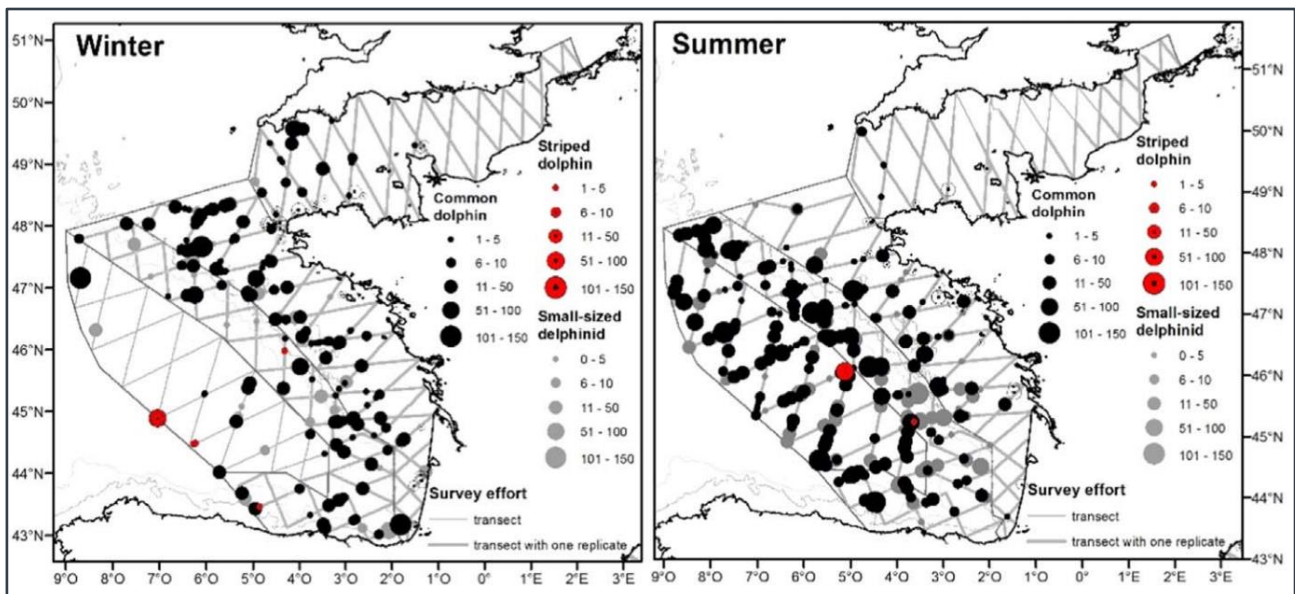 Winter
51°N
50°N
49°N
48°N
47°N
46°N
45°N
44°N
43°N
9°O 8°O 7°O 6°O 5°O 4°O 3°O 2°O 1°O 0° 1°E 2°E 3°E
Common
dolphin
1 - 5
6 - 10
11 - 50
51 - 100
101 - 150
Striped
dolphin
1 - 5
6 - 10
11 - 50
51 - 100
101 - 150
Small-sized
delphinid
0 - 5
6 - 10
11 - 50
51 - 100
101 - 150
Survey effort
transect
transect with one replicate
Summer
51°N
50°N
49°N
48°N
47°N
46°N
45°N
44°N
43°N
9°O 8°O 7°O 6°O 5°O 4°O 3°O 2°O 1°O 0° 1°E 2°E 3°E
Common
dolphin
1 - 5
6 - 10
11 - 50
51 - 100
101 - 150
Striped
dolphin
1 - 5
6 - 10
11 - 50
51 - 100
101 - 150
Small-sized
delphinid
0 - 5
6 - 10
11 - 50
51 - 100
101 - 150
Survey effort
transect
transect with one replicate